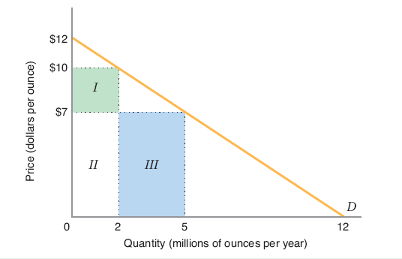 $12
$10
I
$7
Price (dollars per ounce)
II
III
D
0
2
5
12
Quantity (millions of ounces per year)